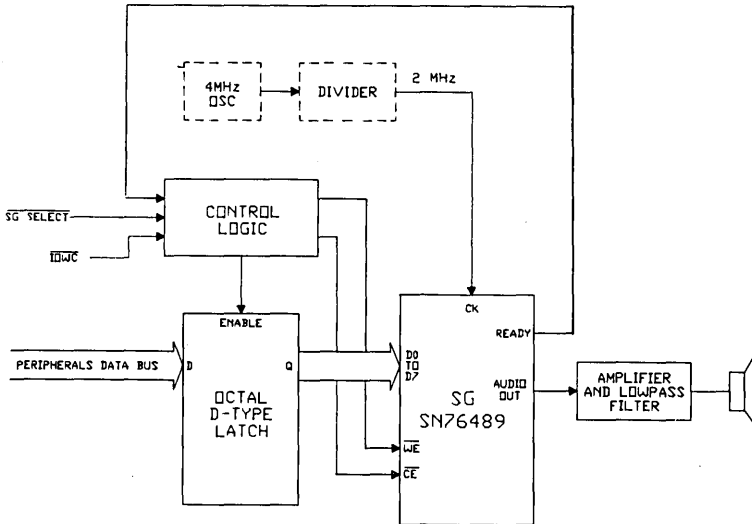 2 MHz
4MHz
OSC
DIVIDER
CONTROL
LOGIC
SG SELECT
IOWC
CK
ENABLE
READY
PERIPHERALS DATA BUS
D
Q
D0
TO
D7
OCTAL
D-TYPE
LATCH
SG
SN76489
AUDIO
OUT
AMPLIFIER
AND LOWPASS
FILTER
WE
CE